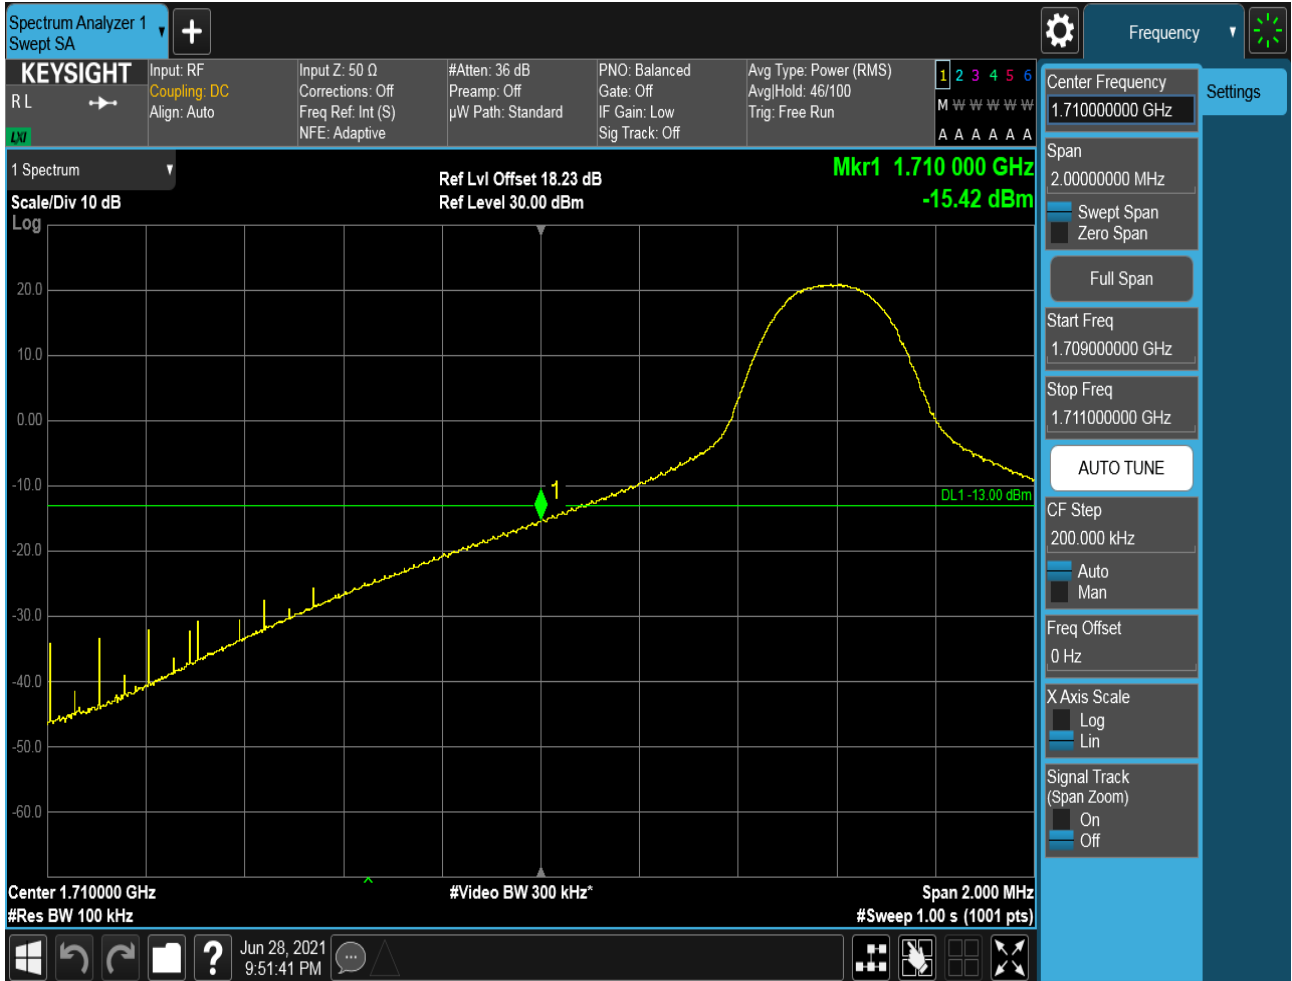 Spectrum Analyzer 1
Swept SA
Frequency
KEYSIGHT
R L
LXI
Input: RF
Coupling: DC
Align: Auto
Input Z: 50 Ω
Corrections: Off
Freq Ref: Int (S)
NFE: Adaptive
#Atten: 36 dB
Preamp: Off
µW Path: Standard
PNO: Balanced
Gate: Off
IF Gain: Low
Sig Track: Off
Avg Type: Power (RMS)
Avg|Hold: 46/100
Trig: Free Run
1 2 3 4 5 6
M W W W W W
A A A A A A
1 Spectrum
Scale/Div 10 dB
Log
Ref Lvl Offset 18.23 dB
Ref Level 30.00 dBm
Mkr1 1.710 000 GHz
-15.42 dBm
20.0
10.0
0.00
-10.0
-20.0
-30.0
-40.0
-50.0
-60.0
1
DL1 -13.00 dBm
Center 1.710000 GHz
#Res BW 100 kHz
#Video BW 300 kHz*
Span 2.000 MHz
#Sweep 1.00 s (1001 pts)
Center Frequency
1.710000000 GHz
Span
2.00000000 MHz
Swept Span
Zero Span
Full Span
Start Freq
1.709000000 GHz
Stop Freq
1.711000000 GHz
AUTO TUNE
CF Step
200.000 kHz
Auto
Man
Freq Offset
0 Hz
X Axis Scale
Log
Lin
Signal Track
(Span Zoom)
On
Off
Settings
?
Jun 28, 2021
9:51:41 PM